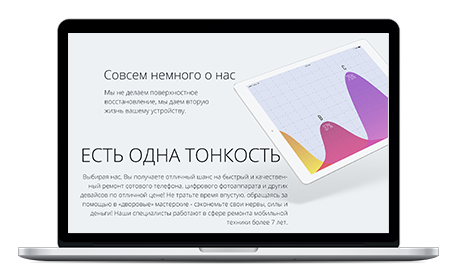 Совсем немного о нас
Мы не делаем поверхностное
восстановление, мы даем вторую
жизнь вашему устройству.
ЕСТЬ ОДНА ТОНКОСТЬ
Выбирая нас, Вы получаете отличный шанс на быстрый и качествен-
ный ремонт сотового телефона, цифрового фотоаппарата и других
девайсов по отличной цене! Не тратьте время впустую, обращаясь за
помощью в «дворовые» мастерские - сэкономьте свои нервы, силы и
деньги! Наши специалисты работают в сфере ремонта мобильной
техники более 7 лет.